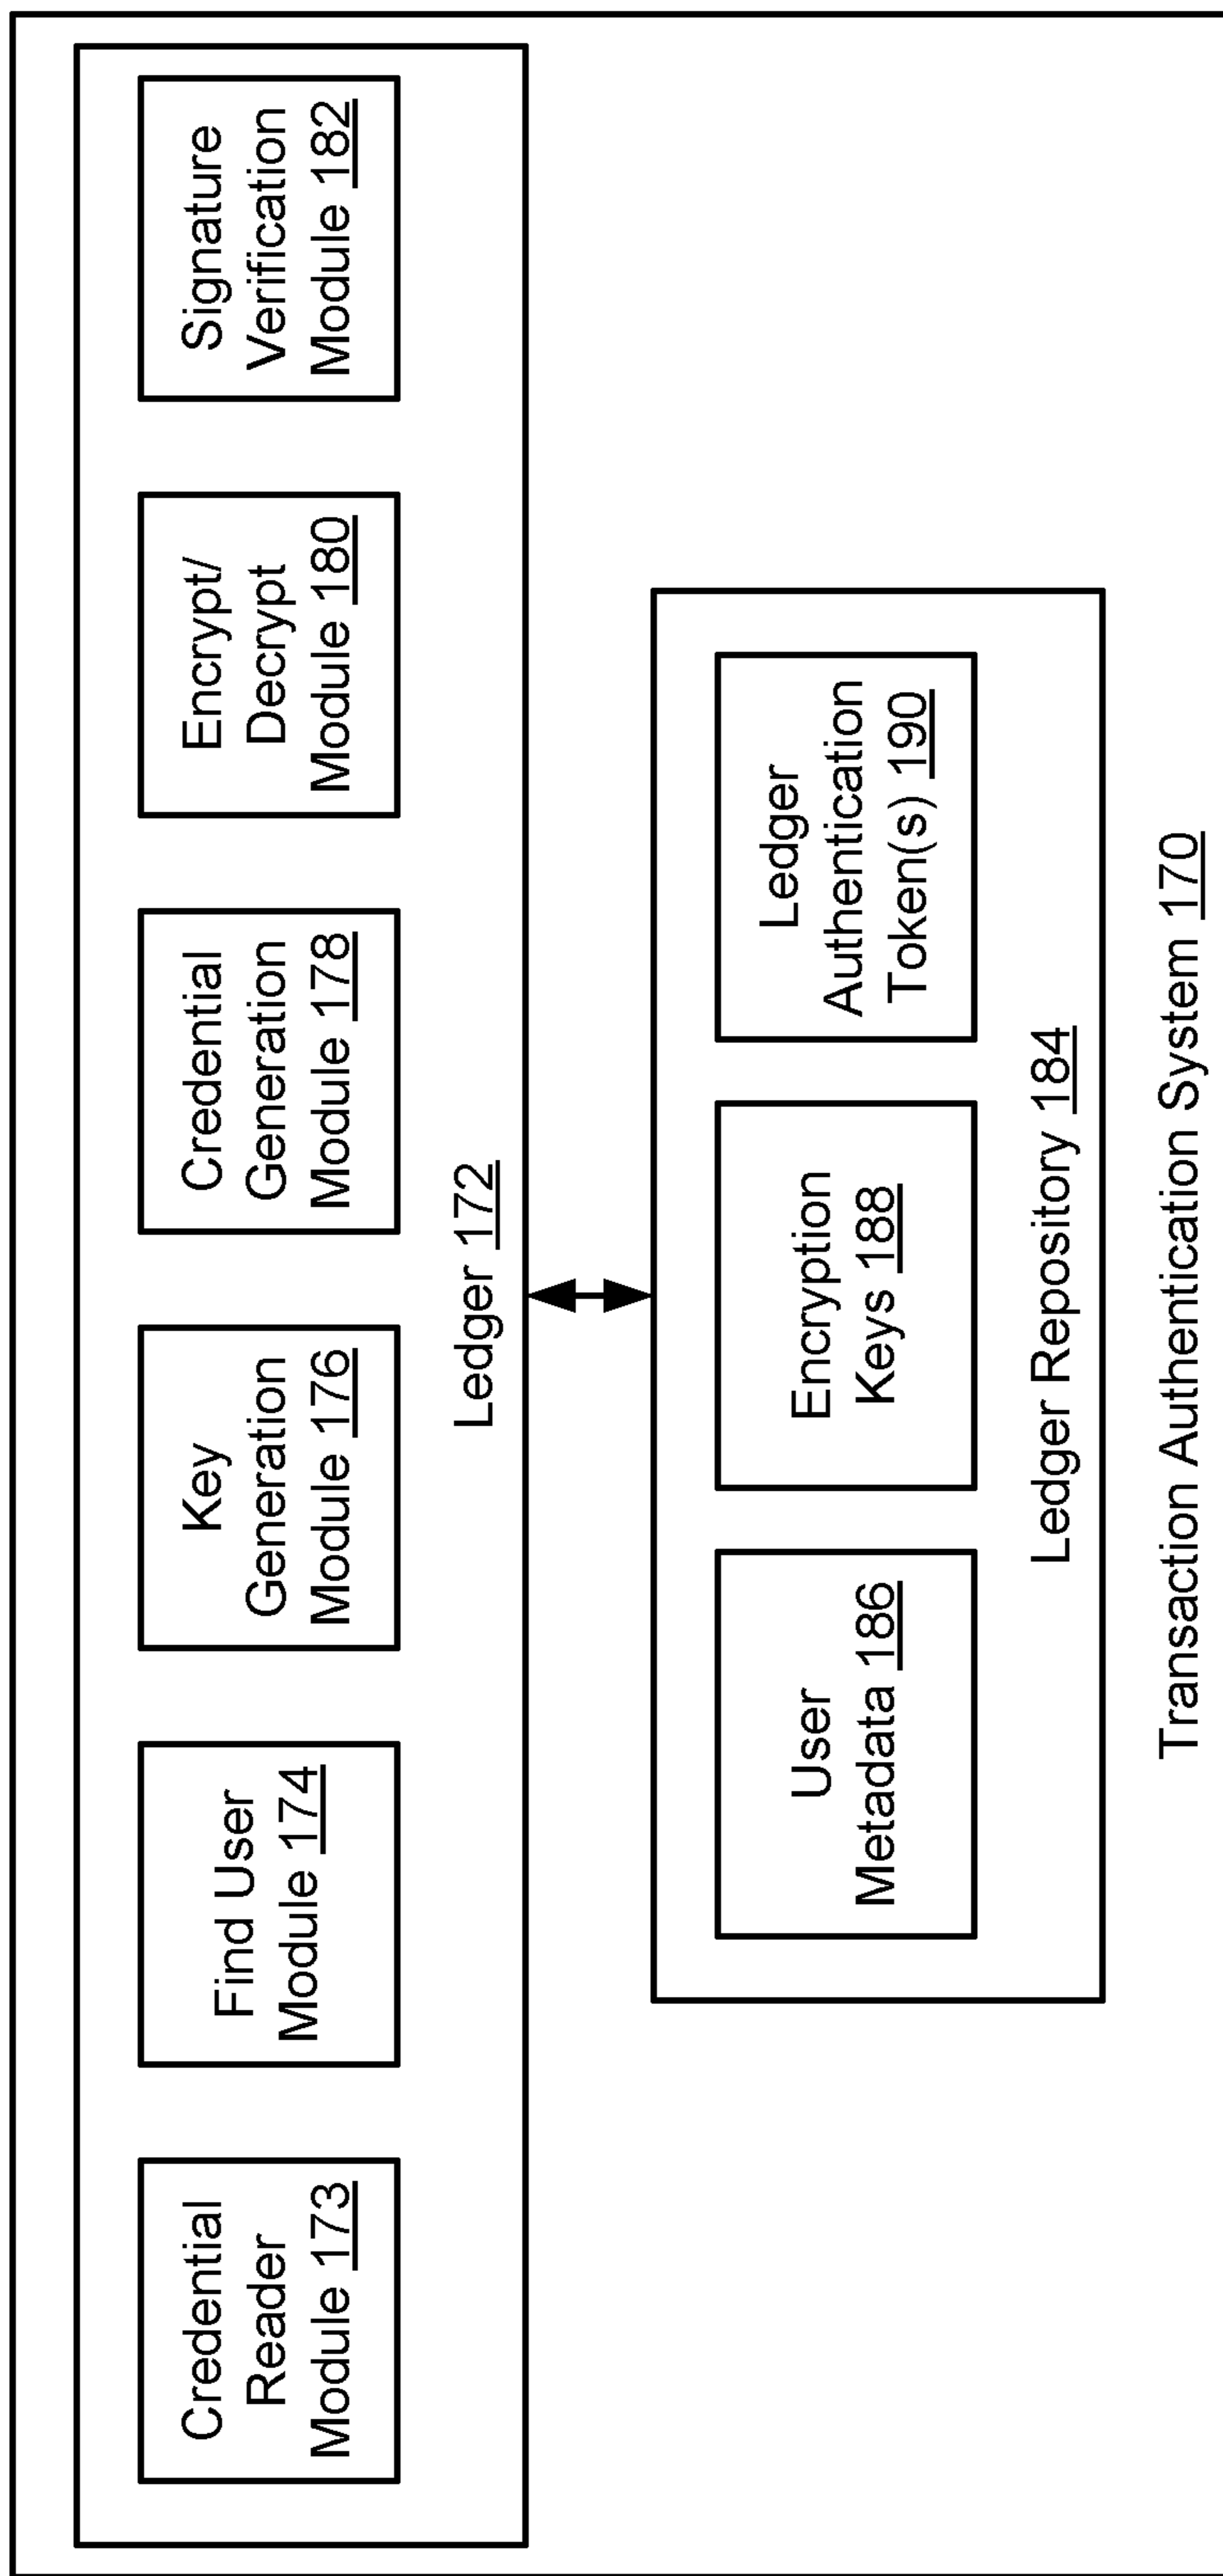 Credential
Reader
Module 173
Find User
Module 174
Key
Generation
Module 176
Credential
Generation
Module 178
Encrypt/
Decrypt
Module 180
Signature
Verification
Module 182
Ledger 172
User
Metadata 186
Encryption
Keys 188
Ledger
Authentication
Token(s) 190
Ledger Repository 184
Transaction Authentication System 170